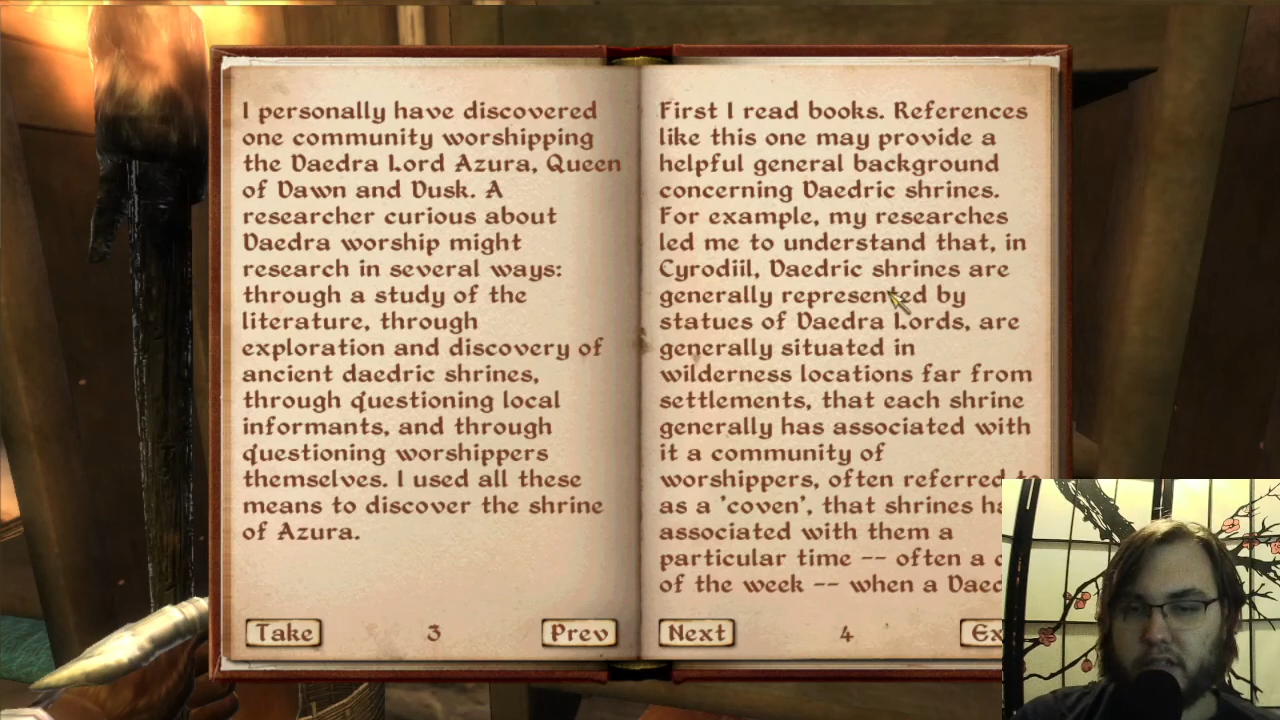 I personally have discovered
one community worshipping
the Daedra Lord Azura, Queen
of Dawn and Dusk. A
researcher curious about
Daedra worship might
research in several ways:
through a study of the
literature, through
exploration and discovery of
ancient daedric shrines,
through questioning local
informants, and through
questioning worshippers
themselves. I used all these
means to discover the shrine
of Azura.
First I read books. References
like this one may provide a
helpful general background
concerning Daedric shrines.
For example, my researches
led me to understand that, in
Cyrodiil, Daedric shrines are
generally represented by
statues of Daedra Lords, are
generally situated in
wilderness locations far from
settlements, that each shrine
generally has associated with
it a community of
worshippers, often referred
as a 'coven', that shrines
associated with them a
particular time -- often a
of the week -- when a
Take 3 Prev
Next 4